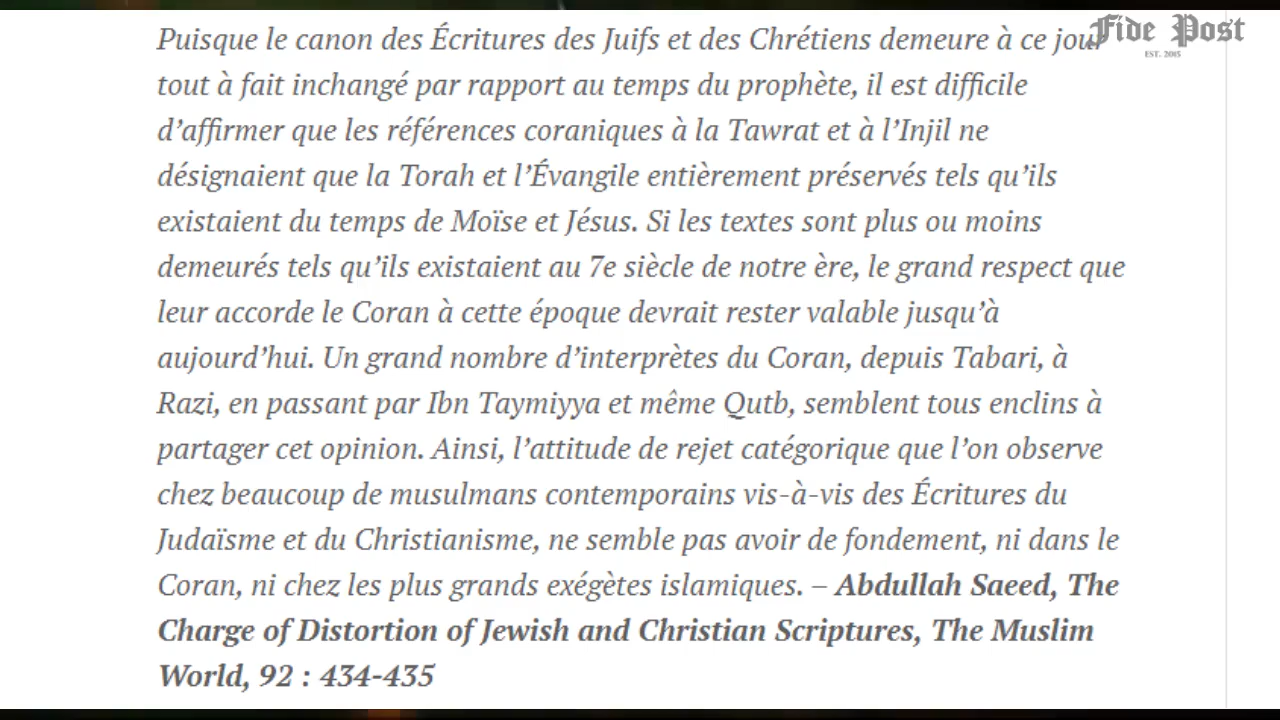 Fide Post
EST. 2015
Puisque le canon des Écritures des Juifs et des Chrétiens demeure à ce jour
tout à fait inchangé par rapport au temps du prophète, il est difficile
d’affirmer que les références coraniques à la Tawrat et à l’Injil ne
désignaient que la Torah et l’Évangile entièrement préservés tels qu’ils
existaient du temps de Moïse et Jésus. Si les textes sont plus ou moins
demeurés tels qu’ils existaient au 7e siècle de notre ère, le grand respect que
leur accorde le Coran à cette époque devrait rester valable jusqu’à
aujourd’hui. Un grand nombre d’interprètes du Coran, depuis Tabari, à
Razi, en passant par Ibn Taymiyya et même Qutb, semblent tous enclins à
partager cet opinion. Ainsi, l’attitude de rejet catégorique que l’on observe
chez beaucoup de musulmans contemporains vis-à-vis des Écritures du
Judaïsme et du Christianisme, ne semble pas avoir de fondement, ni dans le
Coran, ni chez les plus grands exégètes islamiques. – Abdullah Saeed, The
Charge of Distortion of Jewish and Christian Scriptures, The Muslim
World, 92 : 434-435